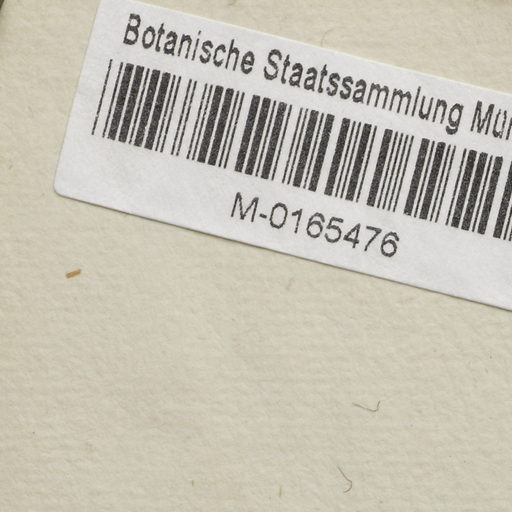 Botanische Staatssammlung Mün
M-0165476